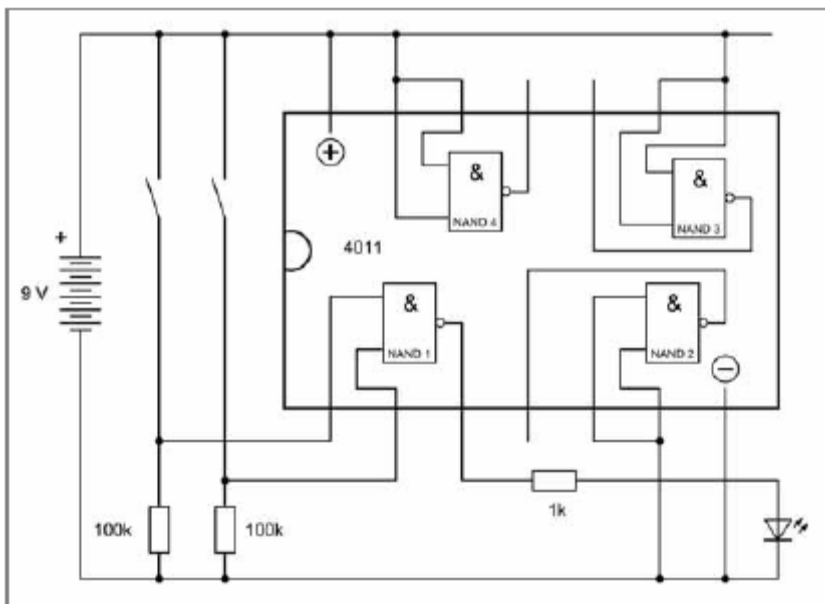 &
&
NAND 4
NAND 3
+
4011
9 V
&
&
NAND 1
NAND 2
100k
100k
1k